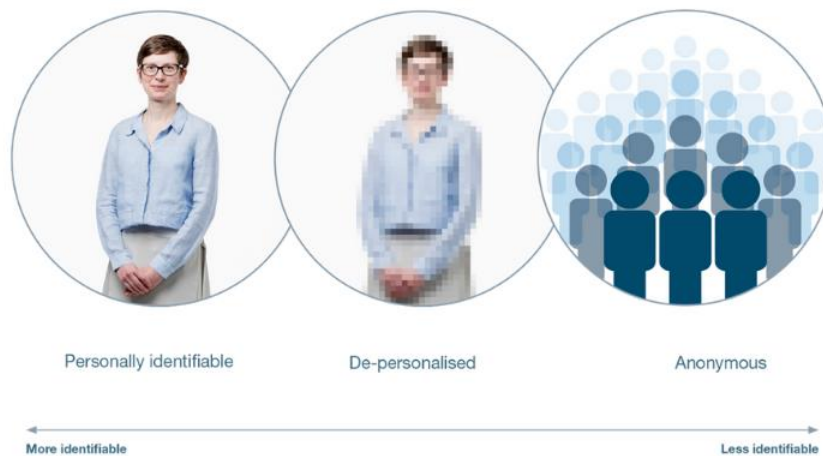 Personally identifiable
De-personalised
Anonymous
More identifiable
Less identifiable